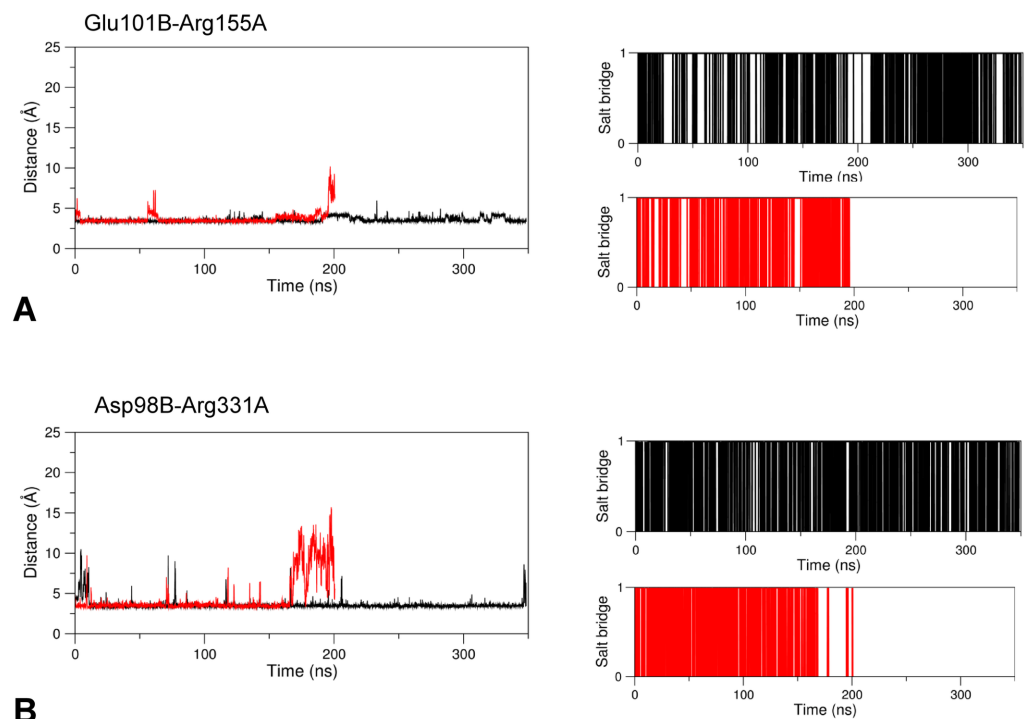 Glu101B-Arg155A
25
20
15
10
5
0
Distance (Å)
0 100 200 300
Time (ns)
1
0
Salt bridge
0 100 200 300
Time (ns)
1
0
Salt bridge
0 100 200 300
Time (ns)
A
Asp98B-Arg331A
25
20
15
10
5
0
Distance (Å)
0 100 200 300
Time (ns)
1
0
Salt bridge
0 100 200 300
Time (ns)
1
0
Salt bridge
0 100 200 300
Time (ns)
B